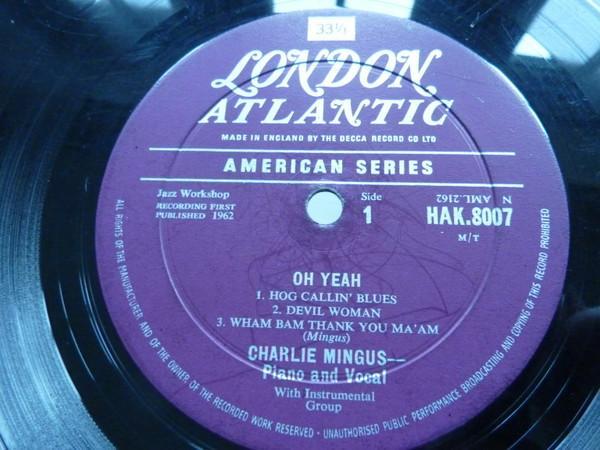 33⅓
LONDON
ATLANTIC
MADE IN ENGLAND BY THE DECCA RECORD CO LTD
AMERICAN SERIES
Jazz Workshop
RECORDING FIRST
PUBLISHED 1962
Side
1
N AML.2162
HAK.8007
M/T
OH YEAH
1. HOG CALLIN' BLUES
2. DEVIL WOMAN
3. WHAM BAM THANK YOU MA'AM
(Mingus)
CHARLIE MINGUS—
Piano and Vocal
With Instrumental
Group
ALL RIGHTS OF THE MANUFACTURER AND OF THE OWNER OF THE RECORDED WORK RESERVED · UNAUTHORISED PUBLIC PERFORMANCE BROADCASTING AND COPYING OF THIS RECORD PROHIBITED